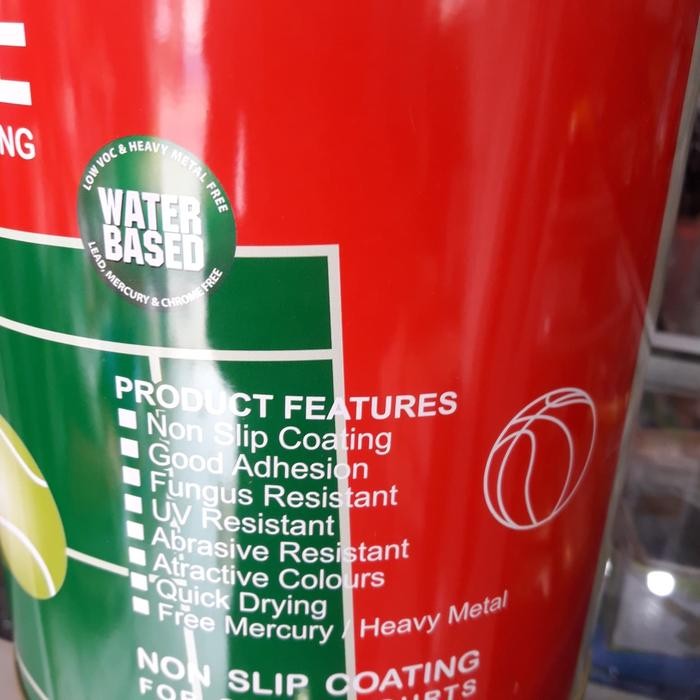 NG
LOW VOC & HEAVY METAL FREE
WATER
BASED
LEAD, MERCURY & CHROME FREE
PRODUCT FEATURES
Non Slip Coating
Good Adhesion
Fungus Resistant
UV Resistant
Abrasive Resistant
Atractive Colours
Quick Drying
Free Mercury / Heavy Metal
NON SLIP COATING
FOR